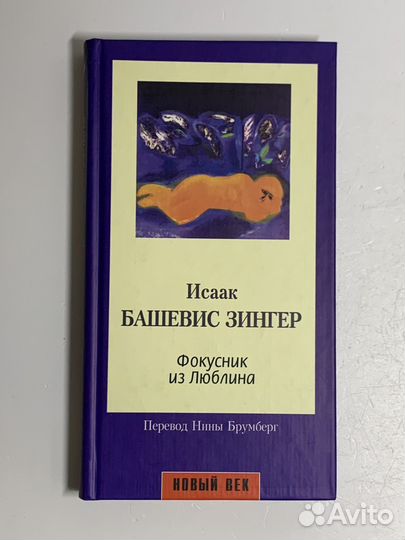 Исаак
БАШЕВИС ЗИНГЕР
Фокусник
из Люблина
Перевод Нины Брумберг
НОВЫЙ ВЕК
Avito